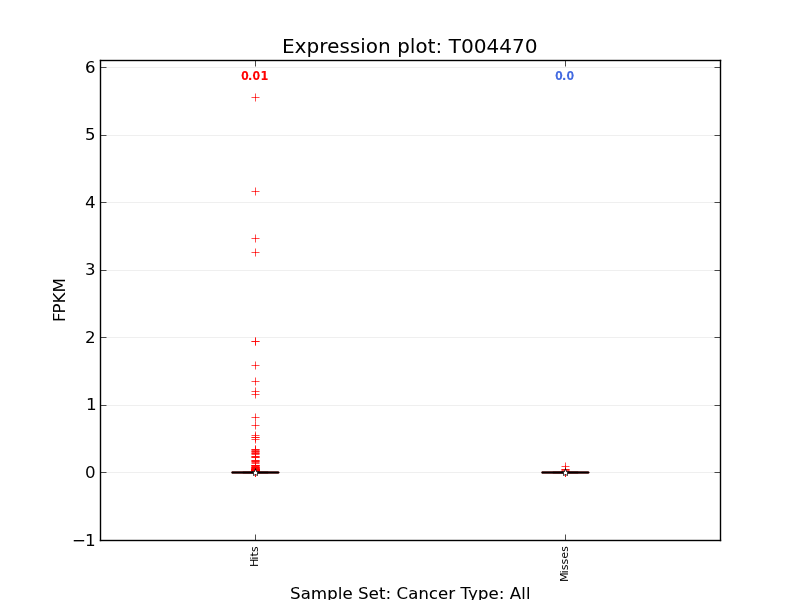 Expression plot: T004470
0.01
0.0
6
5
4
3
2
1
0
−1
FPKM
Hits
Misses
Sample Set: Cancer Type: All